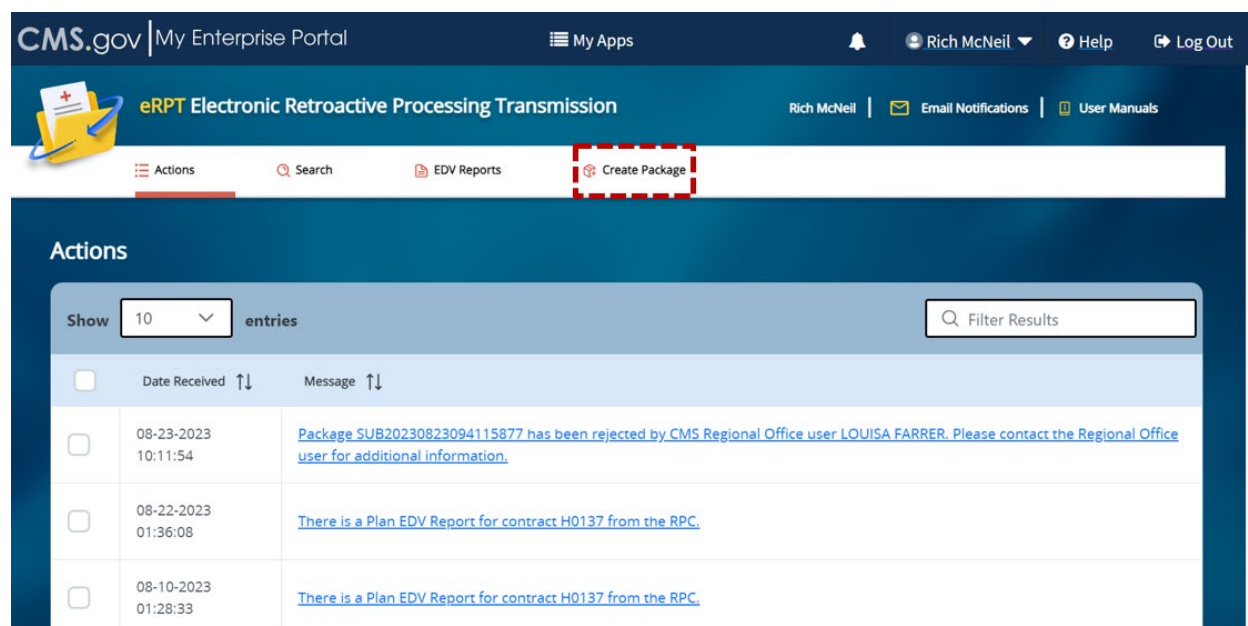 CMS.gov My Enterprise Portal My Apps Rich McNeil Help Log Out
eRPT Electronic Retroactive Processing Transmission Rich McNeil Email Notifications User Manuals
Actions Search EDV Reports Create Package
Actions
Show 10 entries Filter Results
Date Received Message
08-23-2023 Package SUB20230823094115877 has been rejected by CMS Regional Office user LOUISA FARRER. Please contact the Regional Office
10:11:54 user for additional information.
08-22-2023
01:36:08 There is a Plan EDV Report for contract H0137 from the RPC.
08-10-2023
01:28:33 There is a Plan EDV Report for contract H0137 from the RPC.